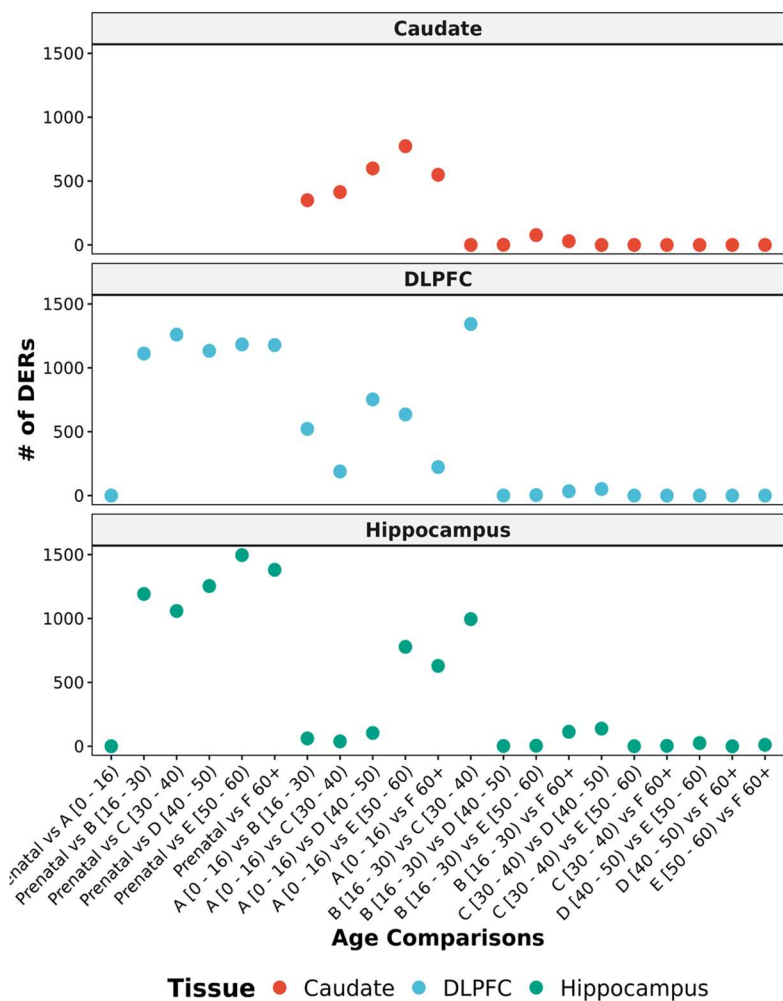 Caudate
1500
1000
500
0
DLPFC
1500
1000
500
0
# of DERs
Hippocampus
1500
1000
500
0
enatal vs A [0 - 16)
Prenatal vs B [16 - 30)
Prenatal vs C [30 - 40)
Prenatal vs D [40 - 50)
Prenatal vs E [50 - 60)
Prenatal vs F 60+
A [0 - 16) vs B [16 - 30)
A [0 - 16) vs C [30 - 40)
A [0 - 16) vs D [40 - 50)
A [0 - 16) vs E [50 - 60)
A [0 - 16) vs F 60+
B [16 - 30) vs C [30 - 40)
B [16 - 30) vs D [40 - 50)
B [16 - 30) vs E [50 - 60)
B [16 - 30) vs F 60+
C [30 - 40) vs D [40 - 50)
C [30 - 40) vs E [50 - 60)
C [30 - 40) vs F 60+
D [40 - 50) vs E [50 - 60)
D [40 - 50) vs F 60+
E [50 - 60) vs F 60+
Age Comparisons
Tissue Caudate DLPFC Hippocampus